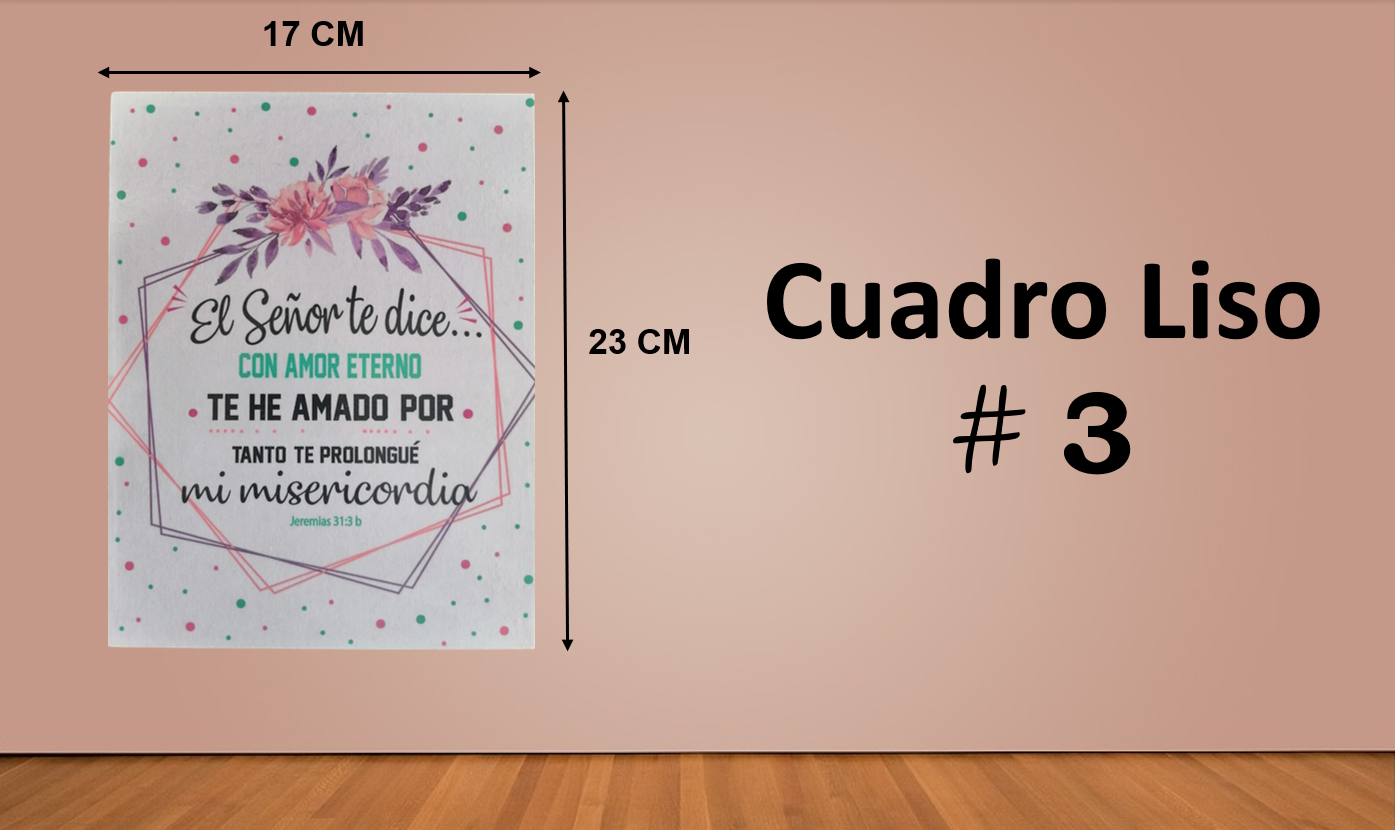 17 CM
El Señor te dice...
CON AMOR ETERNO
TE HE AMADO POR
TANTO TE PROLONGUÉ
mi misericordia
Jeremias 31:3 b
23 CM
Cuadro Liso
# 3